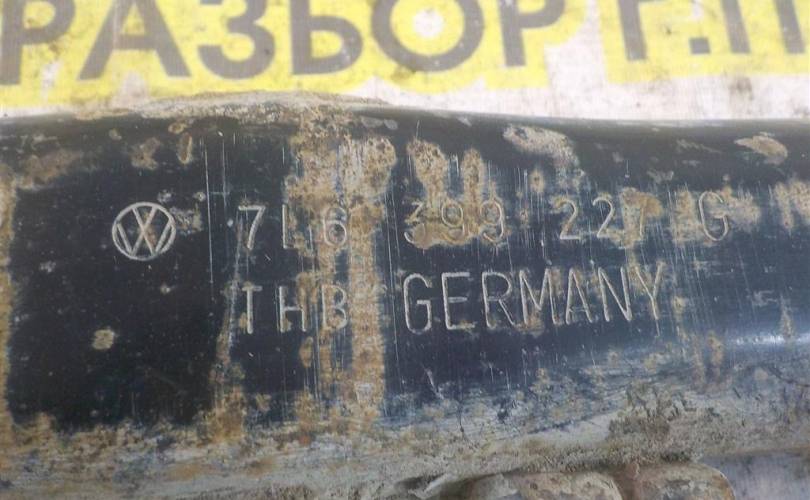 РАЗБОР Г.П
7L6 399 227 G
THB GERMANY